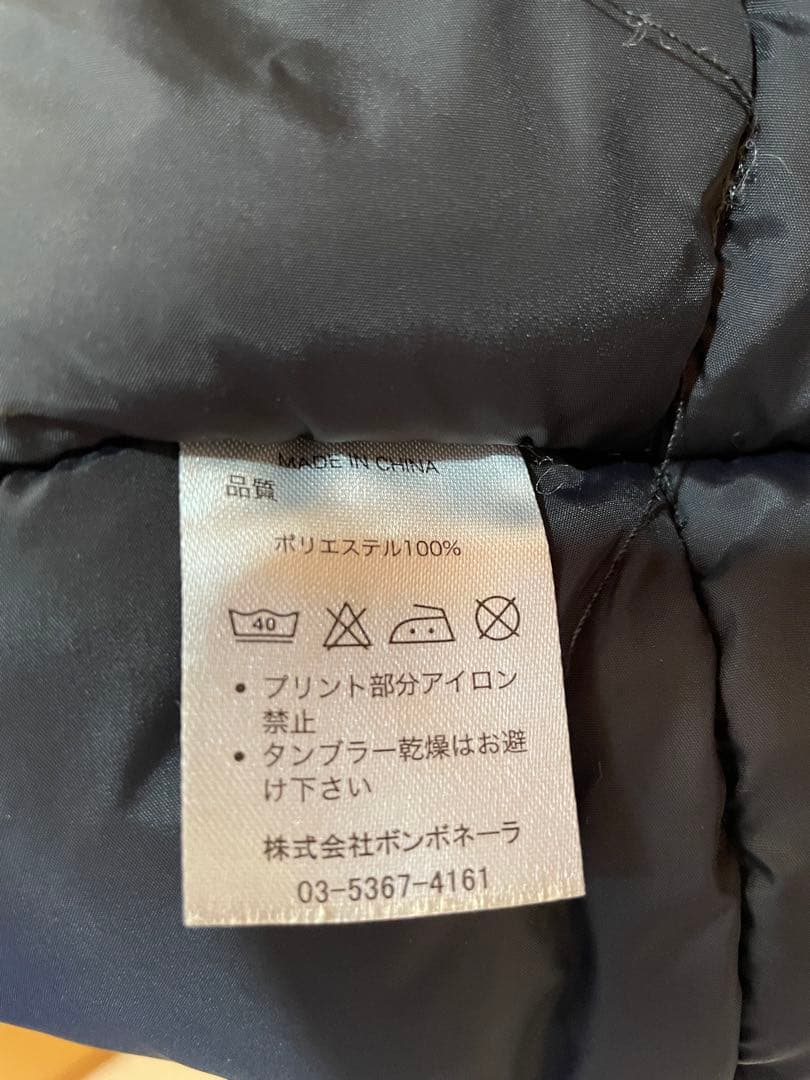 MADE IN CHINA
品質
ポリエステル100%
40
• プリント部分アイロン
禁止
• タンブラー乾燥はお避
け下さい
株式会社ボンボネーラ
03-5367-4161